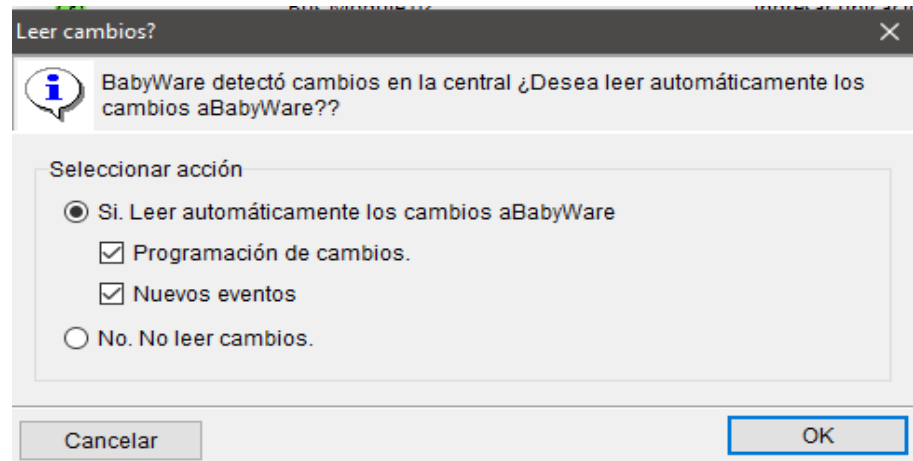 Leer cambios?
BabyWare detectó cambios en la central ¿Desea leer automáticamente los
cambios aBabyWare??
Seleccionar acción
Si. Leer automáticamente los cambios aBabyWare
Programación de cambios.
Nuevos eventos
No. No leer cambios.
Cancelar
OK